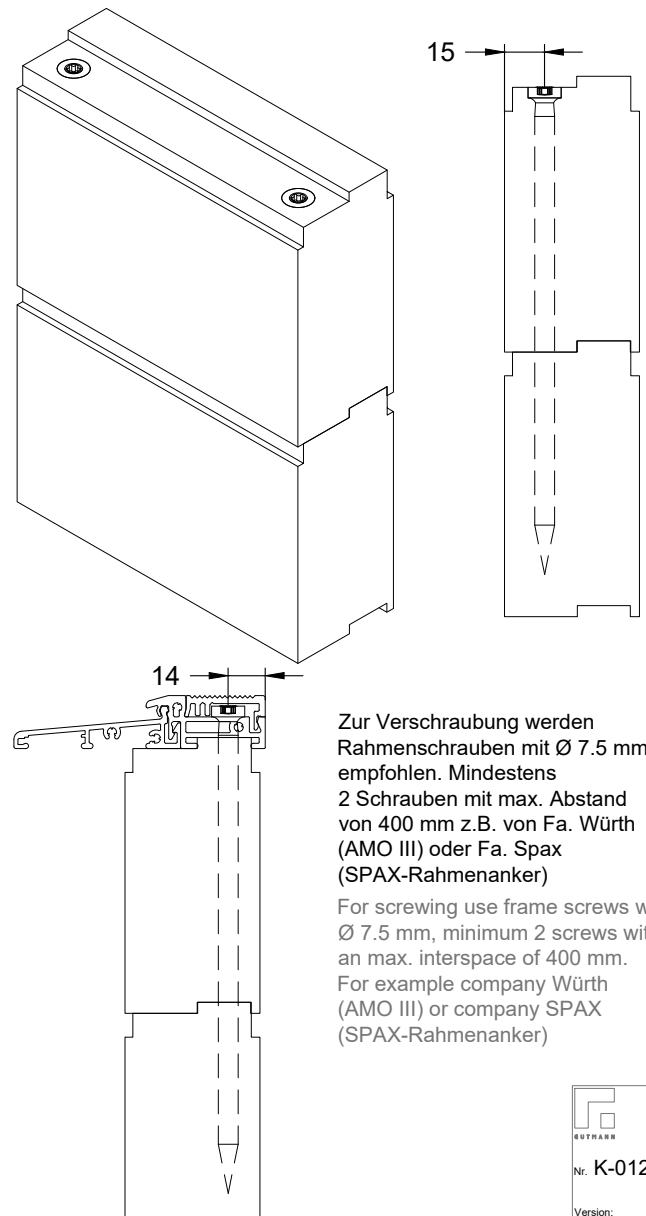 15
14
Zur Verschraubung werden
Rahmenschrauben mit Ø 7.5 mm
empfohlen. Mindestens
2 Schrauben mit max. Abstand
von 400 mm z.B. von Fa. Würth
(AMO III) oder Fa. Spax
(SPAX-Rahmenanker)
For screwing use frame screws
Ø 7.5 mm, minimum 2 screws
an max. interspace of 400 mm.
For example company Würth
(AMO III) or company SPAX
(SPAX-Rahmenanker)
GUTMANN
Nr. K-012
Version: